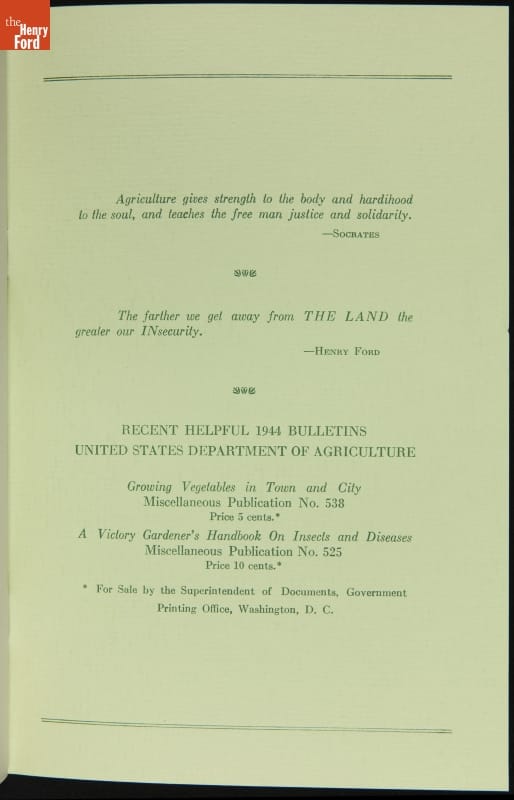 the
Henry
Ford
Agriculture gives strength to the body and hardihood
to the soul, and teaches the free man justice and solidarity.
—SOCRATES
The farther we get away from THE LAND the
greater our INsecurity.
—HENRY FORD
RECENT HELPFUL 1944 BULLETINS
UNITED STATES DEPARTMENT OF AGRICULTURE
Growing Vegetables in Town and City
Miscellaneous Publication No. 538
Price 5 cents.*
A Victory Gardener's Handbook On Insects and Diseases
Miscellaneous Publication No. 525
Price 10 cents.*
* For Sale by the Superintendent of Documents, Government
Printing Office, Washington, D. C.